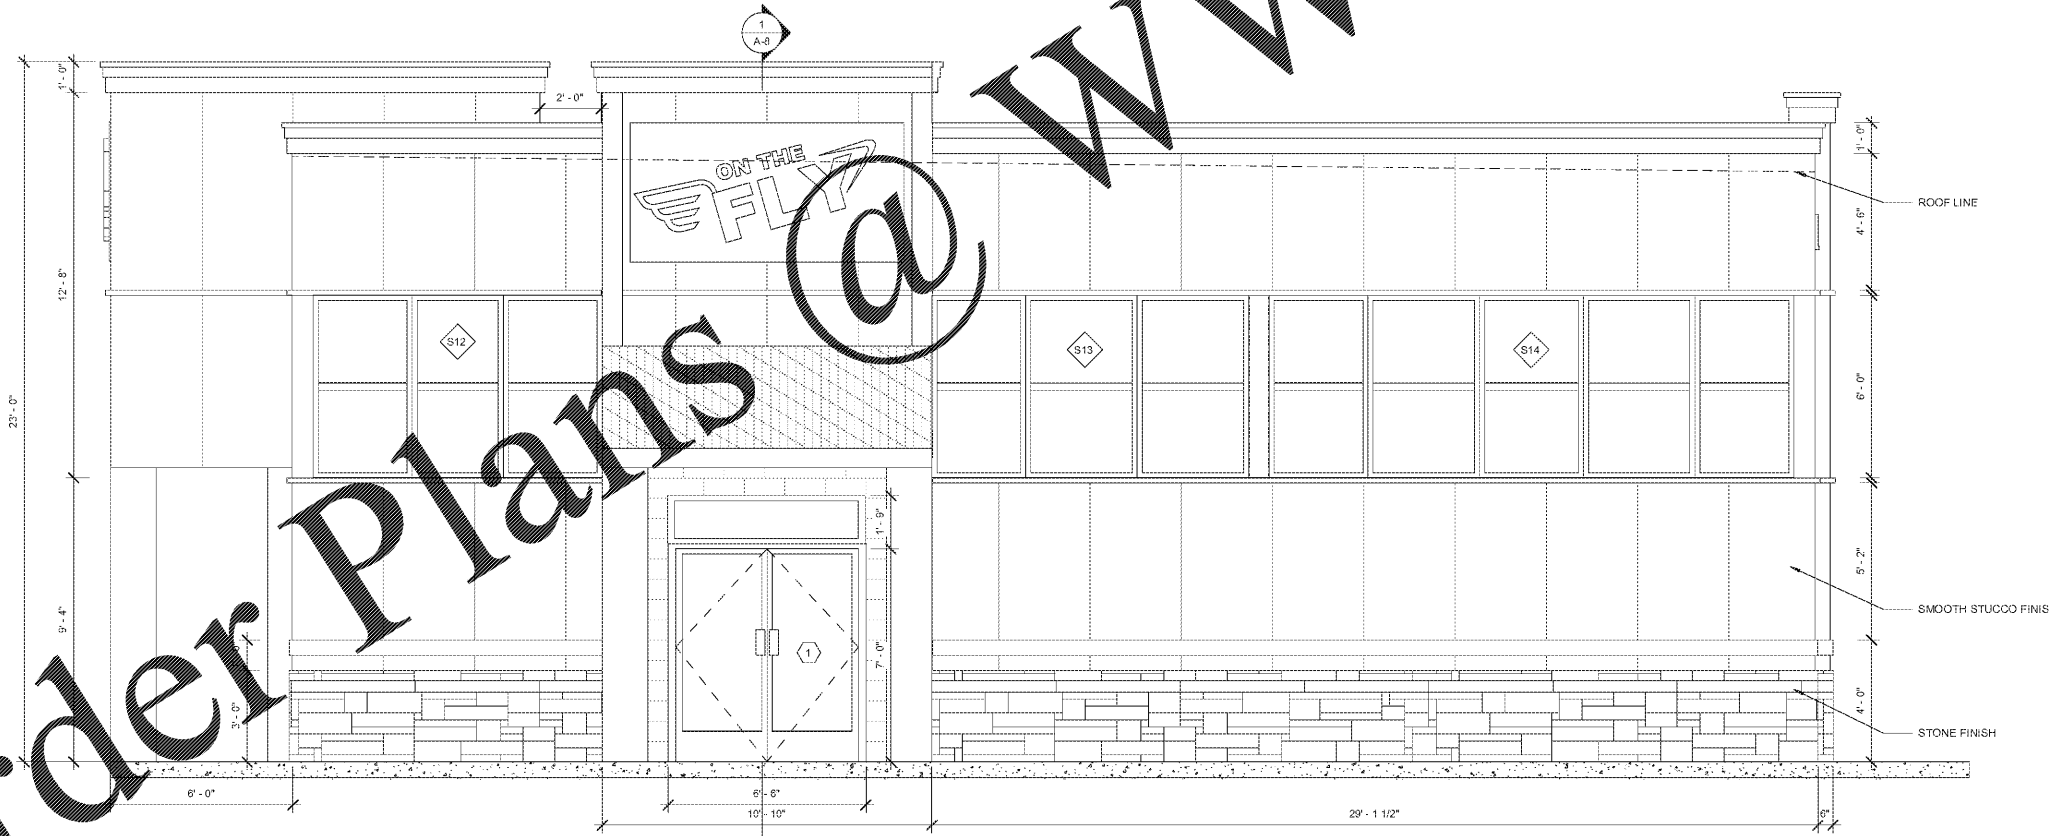 1
A-8
1' - 0"
2' - 0"
1' - 0"
ON THE
FLY
ROOF LINE
4' - 6"
12' - 8"
S12
S13
S14
6' - 0"
23' - 0"
1' - 9"
5' - 2"
9' - 4"
SMOOTH STUCCO FINIS
1
7' - 0"
3' - 0"
4' - 0"
STONE FINISH
6' - 0"
6' - 6"
10' - 10"
29' - 1 1/2"
6"
der Plans @ WW